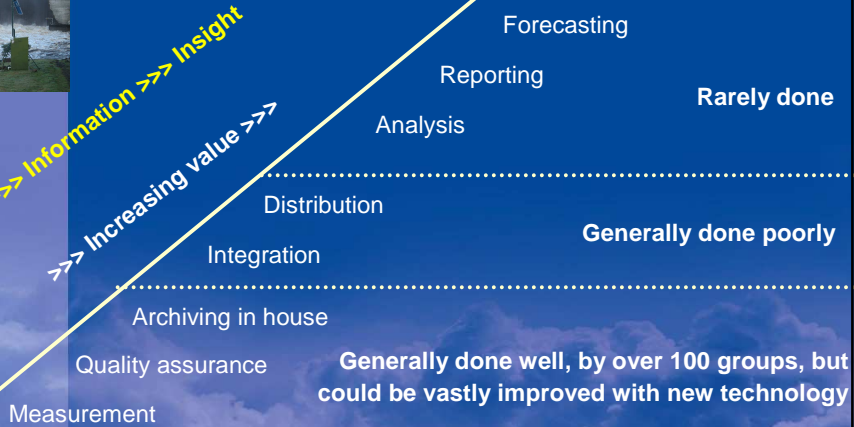 >> Information >>> Insight
>>> Increasing value >>>
Forecasting
Reporting
Analysis
Rarely done
Distribution
Integration
Generally done poorly
Archiving in house
Quality assurance
Measurement
Generally done well, by over 100 groups, but
could be vastly improved with new technology